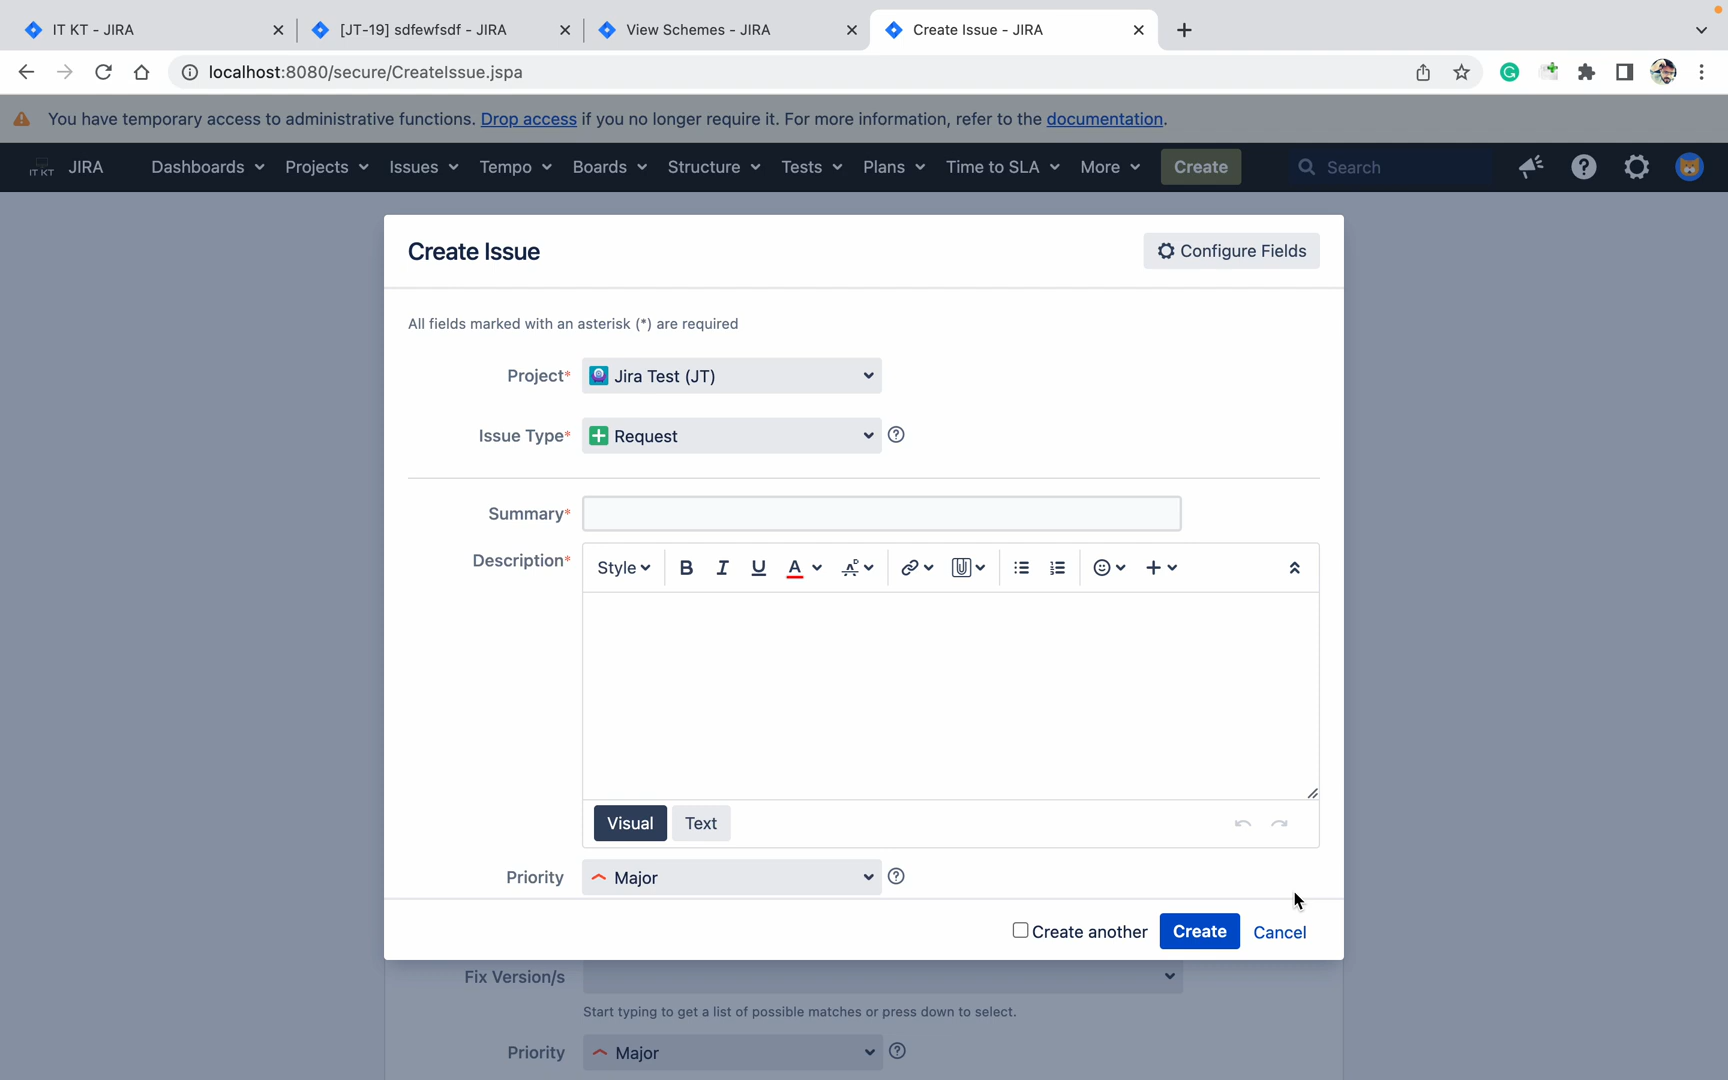 IT KT - JIRA
[JT-19] sdfewfsdf - JIRA
View Schemes - JIRA
Create Issue - JIRA
localhost:8080/secure/CreateIssue.jspa
You have temporary access to administrative functions. Drop access if you no longer require it. For more information, refer to the documentation.
IT KT JIRA Dashboards Projects Issues Tempo Boards Structure Tests Plans Time to SLA More Create Search
Create Issue
Configure Fields
All fields marked with an asterisk (*) are required
Project* Jira Test (JT)
Issue Type* Request
Summary*
Description* Style B I U A
Visual Text
Priority Major
Create another Create Cancel
Fix Version/s
Start typing to get a list of possible matches or press down to select.
Priority Major